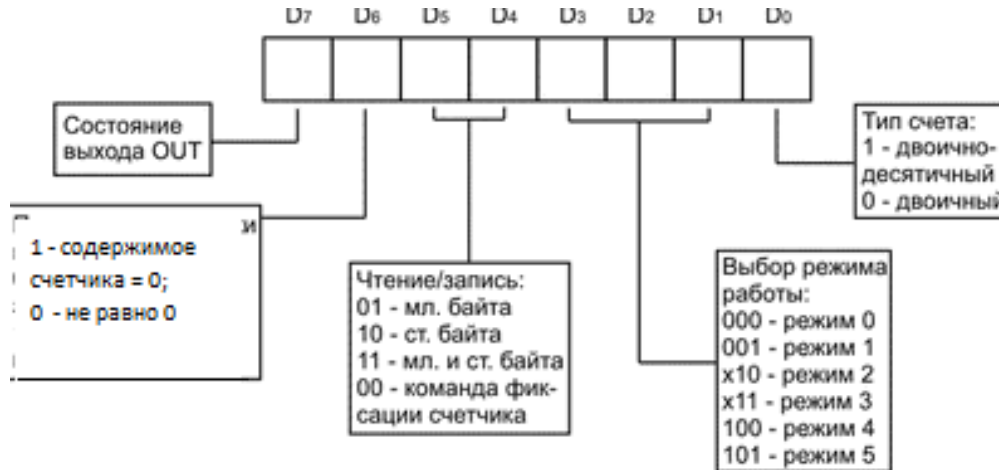 D7 D6 D5 D4 D3 D2 D1 D0
Состояние
выхода OUT
1 - содержимое
счетчика = 0;
0 - не равно 0
Чтение/запись:
01 - мл. байта
10 - ст. байта
11 - мл. и ст. байта
00 - команда фик-
сации счетчика
Выбор режима
работы:
000 - режим 0
001 - режим 1
x10 - режим 2
x11 - режим 3
100 - режим 4
101 - режим 5
Тип счета:
1 - двоично-
десятичный
0 - двоичный